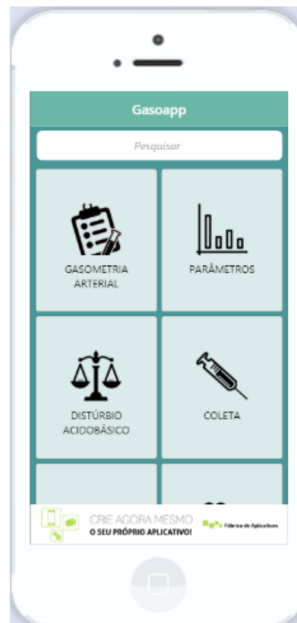 Gasoapp
Pesquisar
GASOMETRIA
ARTERIAL
PARÂMETROS
DISTÚRBIO
ACIDOBÁSICO
COLETA
CRIE AGORA MESMO
O SEU PRÓPRIO APLICATIVO!
Fábrica de Aplicativos